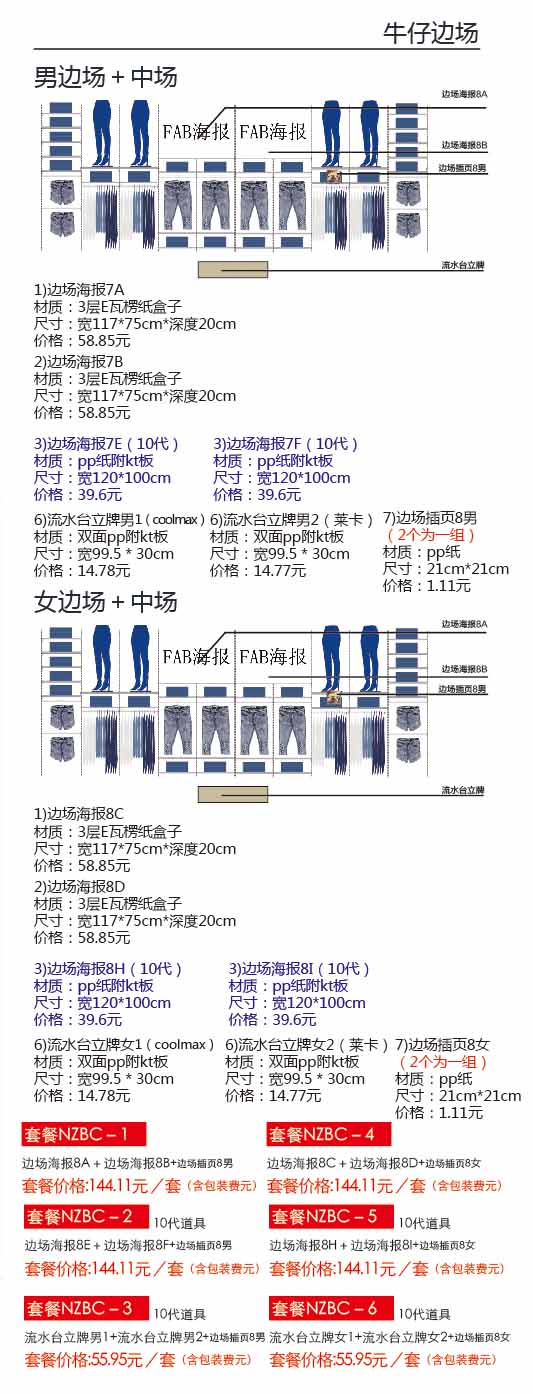 牛仔边场
男边场 + 中场
边场海报8A
FAB海报 FAB海报
边场海报8B
边场插页8男
流水台立牌
1)边场海报7A
材质：3层E瓦楞纸盒子
尺寸：宽117*75cm*深度20cm
价格：58.85元
2)边场海报7B
材质：3层E瓦楞纸盒子
尺寸：宽117*75cm*深度20cm
价格：58.85元
3)边场海报7E（10代） 3)边场海报7F（10代）
材质：pp纸附kt板 材质：pp纸附kt板
尺寸：宽120*100cm 尺寸：宽120*100cm
价格：39.6元 价格：39.6元
6)流水台立牌男1（coolmax） 6)流水台立牌男2（莱卡） 7)边场插页8男
材质：双面pp附kt板 材质：双面pp附kt板 （2个为一组）
尺寸：宽99.5 * 30cm 尺寸：宽99.5 * 30cm 材质：pp纸
价格：14.78元 价格：14.77元 尺寸：21cm*21cm
价格：1.11元
女边场 + 中场
边场海报8A
FAB海报 FAB海报
边场海报8B
边场插页8男
流水台立牌
1)边场海报8C
材质：3层E瓦楞纸盒子
尺寸：宽117*75cm*深度20cm
价格：58.85元
2)边场海报8D
材质：3层E瓦楞纸盒子
尺寸：宽117*75cm*深度20cm
价格：58.85元
3)边场海报8H（10代） 3)边场海报8I（10代）
材质：pp纸附kt板 材质：pp纸附kt板
尺寸：宽120*100cm 尺寸：宽120*100cm
价格：39.6元 价格：39.6元
6)流水台立牌女1（coolmax） 6)流水台立牌女2（莱卡） 7)边场插页8女
材质：双面pp附kt板 材质：双面pp附kt板 （2个为一组）
尺寸：宽99.5 * 30cm 尺寸：宽99.5 * 30cm 材质：pp纸
价格：14.78元 价格：14.77元 尺寸：21cm*21cm
价格：1.11元
套餐NZBC – 1 套餐NZBC – 4
边场海报8A + 边场海报8B+边场插页8男 边场海报8C + 边场海报8D+边场插页8女
套餐价格:144.11元／套（含包装费元） 套餐价格:144.11元／套（含包装费元）
套餐NZBC – 2 10代道具 套餐NZBC – 5 10代道具
边场海报8E + 边场海报8F+边场插页8男 边场海报8H + 边场海报8I+边场插页8女
套餐价格:144.11元／套（含包装费元） 套餐价格:144.11元／套（含包装费元）
套餐NZBC – 3 10代道具 套餐NZBC – 6 10代道具
流水台立牌男1+流水台立牌男2+边场插页8男 流水台立牌女1+流水台立牌女2+边场插页8女
套餐价格:55.95元／套（含包装费元） 套餐价格:55.95元／套（含包装费元）